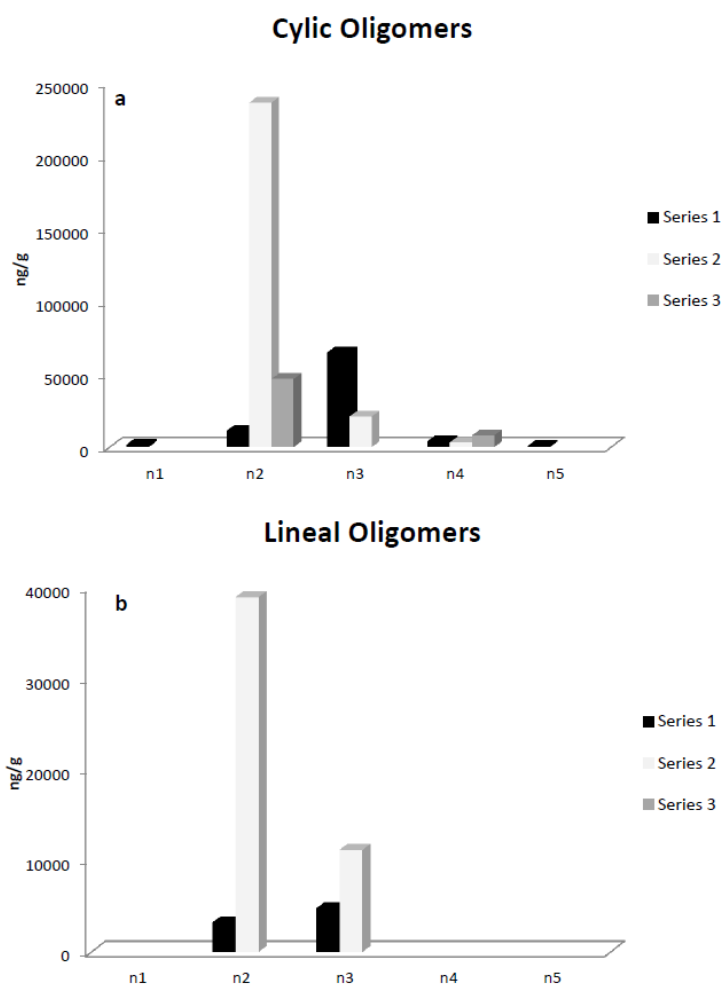 Cylic Oligomers
a
250000
200000
150000
100000
50000
0
ng/g
n1 n2 n3 n4 n5
Series 1
Series 2
Series 3
Lineal Oligomers
b
40000
30000
20000
10000
0
ng/g
n1 n2 n3 n4 n5
Series 1
Series 2
Series 3